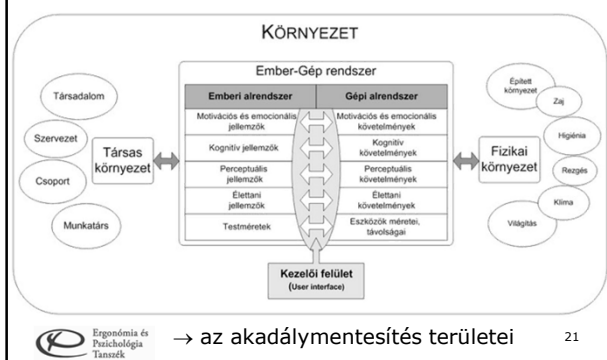 KÖRNYEZET
Ember-Gép rendszer
Emberi alrendszer
Gépi alrendszer
Motivációs és emocionális
jellemzők
Motivációs és emocionális
követelmények
Kognitív jellemzők
Kognitív
követelmények
Perceptuális
jellemzők
Perceptuális
követelmények
Élettani
jellemzők
Élettani
követelmények
Testméretek
Eszközök méretei,
távolságai
Kezelői felület
(User interface)
Társadalom
Szervezet
Csoport
Munkatárs
Társas
környezet
Fizikai
környezet
Épített
környezet
Zaj
Higiénia
Rezgés
Klíma
Világítás
Ergonómia és
Pszichológia
Tanszék
→ az akadálymentesítés területei
21